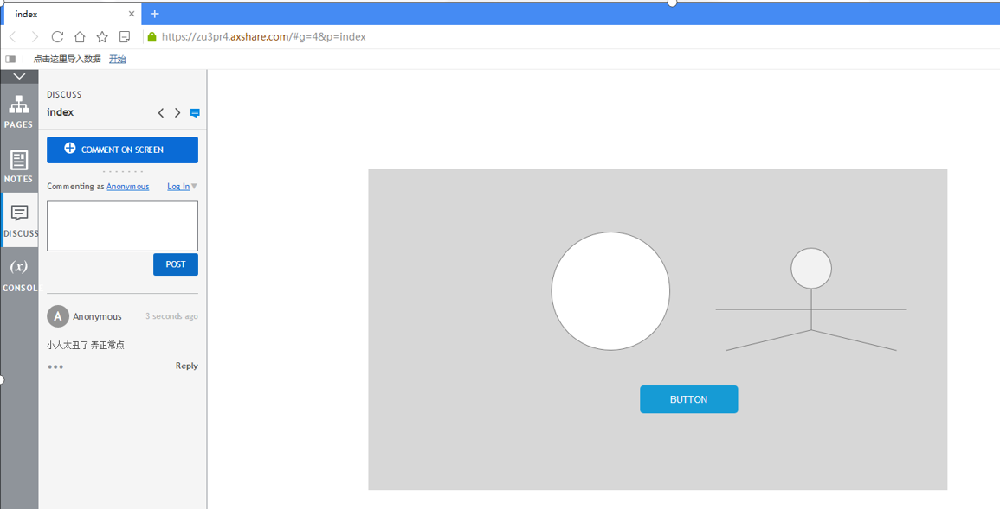 index
https://zu3pr4.axshare.com/#g=4&p=index
点击这里导入数据 开始
PAGES
NOTES
DISCUSS
(x)
CONSOL
DISCUSS
index
COMMENT ON SCREEN
Commenting as Anonymous Log In
POST
A Anonymous 3 seconds ago
小人太丑了 弄正常点
Reply
BUTTON